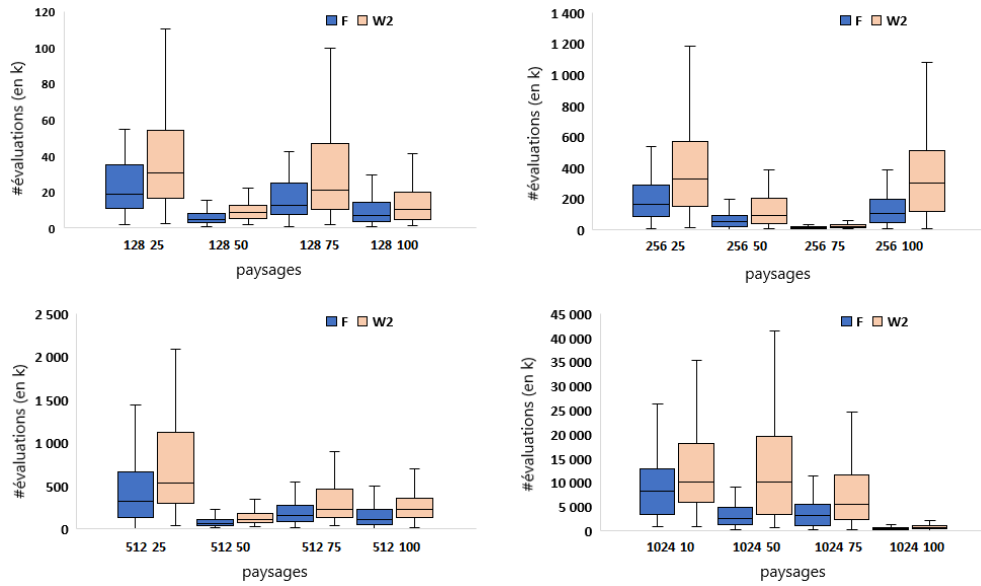 F W2
#évaluations (en k)
120
100
80
60
40
20
0
128 25 128 50 128 75 128 100
paysages
F W2
#évaluations (en k)
1 400
1 200
1 000
800
600
400
200
0
256 25 256 50 256 75 256 100
paysages
F W2
#évaluations (en k)
2 500
2 000
1 500
1 000
500
0
512 25 512 50 512 75 512 100
paysages
F W2
#évaluations (en k)
45 000
40 000
35 000
30 000
25 000
20 000
15 000
10 000
5 000
0
1024 10 1024 50 1024 75 1024 100
paysages